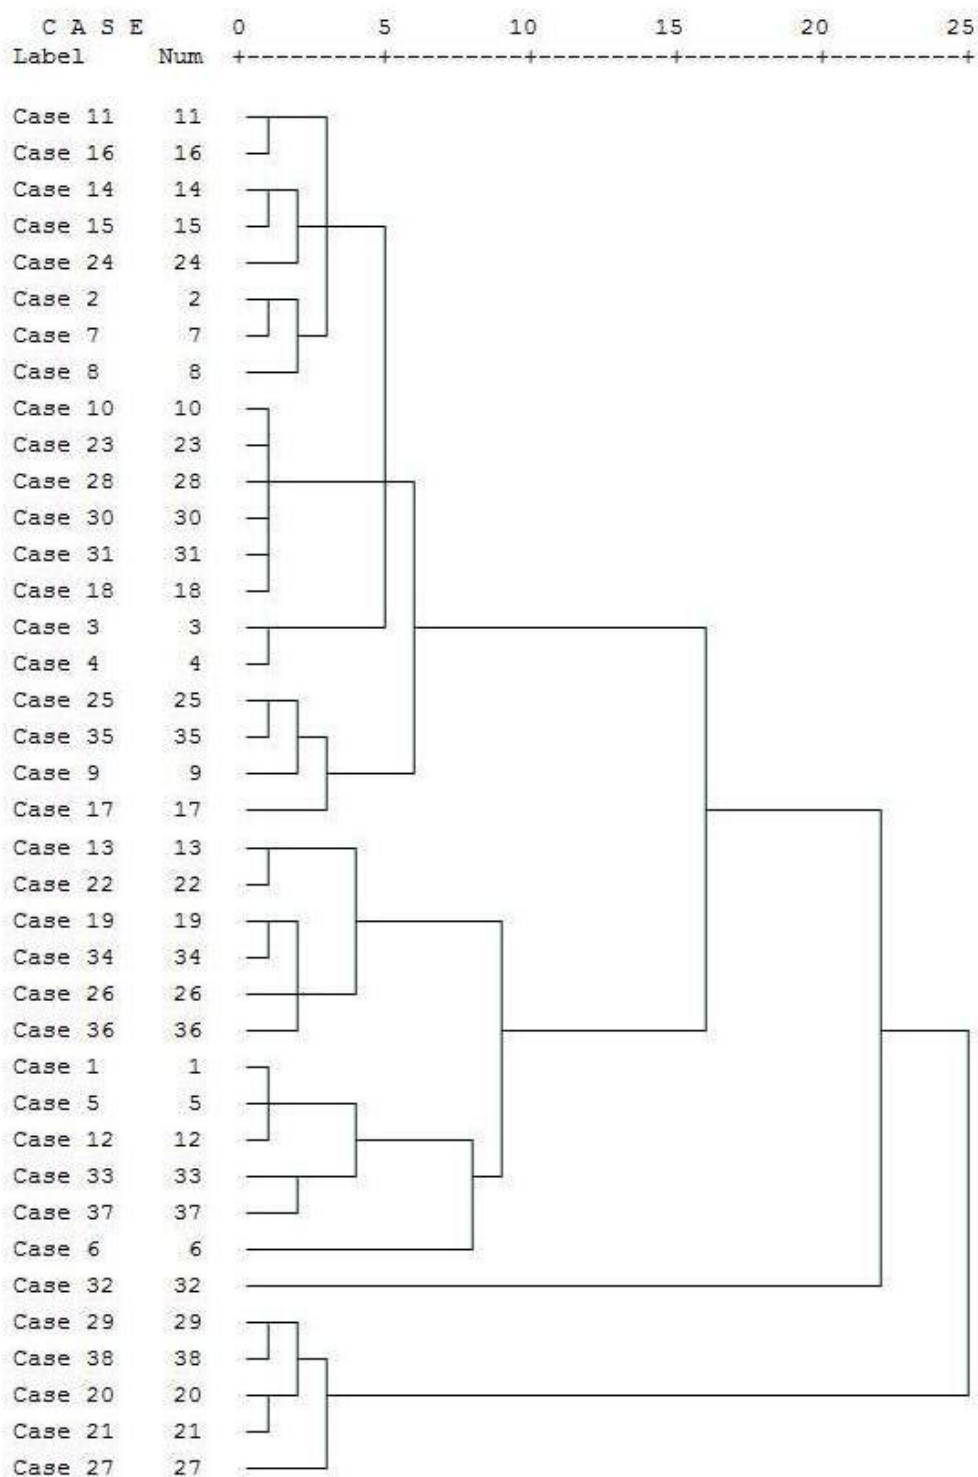 C A S E 0 5 10 15 20 25
Label Num +---------+---------+---------+---------+---------+
Case 11 11
Case 16 16
Case 14 14
Case 15 15
Case 24 24
Case 2 2
Case 7 7
Case 8 8
Case 10 10
Case 23 23
Case 28 28
Case 30 30
Case 31 31
Case 18 18
Case 3 3
Case 4 4
Case 25 25
Case 35 35
Case 9 9
Case 17 17
Case 13 13
Case 22 22
Case 19 19
Case 34 34
Case 26 26
Case 36 36
Case 1 1
Case 5 5
Case 12 12
Case 33 33
Case 37 37
Case 6 6
Case 32 32
Case 29 29
Case 38 38
Case 20 20
Case 21 21
Case 27 27